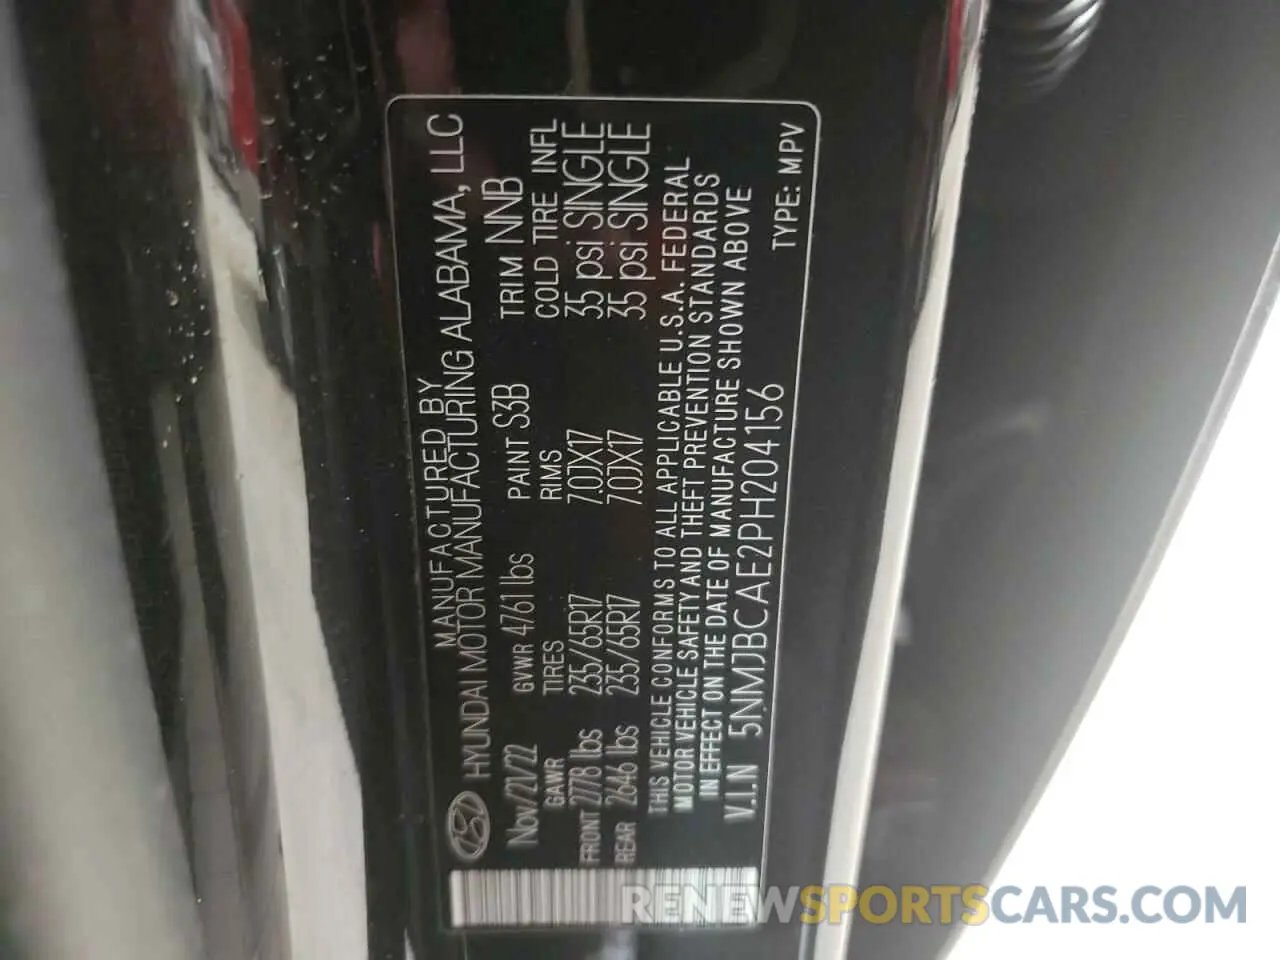 MANUFACTURED BY
HYUNDAI MOTOR MANUFACTURING ALABAMA, LLC
Nov/21/22 GVWR 4761 lbs PAINT S3B TRIM NNB
GAWR TIRES RIMS COLD TIRE INFL
FRONT 2778 lbs 235/65R17 7.0JX17 35 psi SINGLE
REAR 2646 lbs 235/65R17 7.0JX17 35 psi SINGLE
THIS VEHICLE CONFORMS TO ALL APPLICABLE U.S.A. FEDERAL
MOTOR VEHICLE SAFETY AND THEFT PREVENTION STANDARDS
IN EFFECT ON THE DATE OF MANUFACTURE SHOWN ABOVE
V.I.N 5NMJBCAE2PH204156
TYPE: MPV
RENEWSPORTSCARS.COM